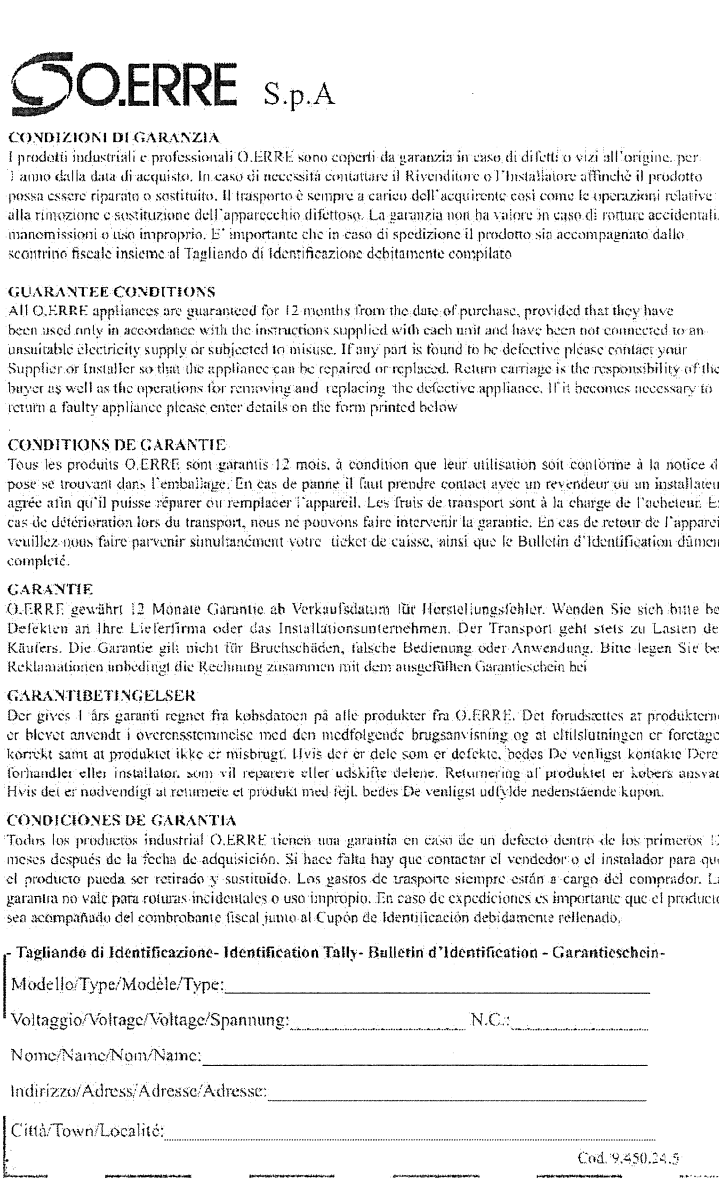 O.ERRE S.p.A
CONDIZIONI DI GARANZIA
I prodotti industriali e professionali O.ERRE sono coperti da garanzia in caso di difetti o vizi all'origine, per
1 anno dalla data di acquisto. In caso di necessità contattare il Rivenditore o l'Installatore affinché il prodotto
possa essere riparato o sostituito. Il trasporto è sempre a carico dell'acquirente così come le operazioni relative
alla rimozione e sostituzione dell'apparecchio difettoso. La garanzia non ha valore in caso di rotture accidentali,
manomissioni o uso improprio. E' importante che in caso di spedizione il prodotto sia accompagnato dallo
scontrino fiscale insieme al Tagliando di Identificazione debitamente compilato
GUARANTEE CONDITIONS
All O.ERRE appliances are guaranteed for 12 months from the date of purchase, provided that they have
been used only in accordance with the instructions supplied with each unit and have been not connected to an
unsuitable electricity supply or subjected to misuse. If any part is found to be defective please contact your
Supplier or Installer so that the appliance can be repaired or replaced. Return carriage is the responsibility of the
buyer as well as the operations for removing and replacing the defective appliance. If it becomes necessary to
return a faulty appliance please enter details on the form printed below
CONDITIONS DE GARANTIE
Tous les produits O.ERRE sont garantis 12 mois, à condition que leur utilisation soit conforme à la notice d
pose se trouvant dans l'emballage. En cas de panne il faut prendre contact avec un revendeur ou un installateu
agrée afin qu'il puisse réparer ou remplacer l'appareil. Les frais de transport sont à la charge de l'acheteur. E
cas de détérioration lors du transport, nous ne pouvons faire intervenir la garantie. En cas de retour de l'appareil
veuillez nous faire parvenir simultanément votre ticket de caisse, ainsi que le Bulletin d'Identification dûmen
completé.
GARANTIE
O.ERRE gewährt 12 Monate Garantie ab Verkaufsdatum für Herstellungsfehler. Wenden Sie sich bitte be
Defekten an Ihre Lieferfirma oder das Installationsunternehmen. Der Transport geht stets zu Lasten de
Käufers. Die Garantie gilt nicht für Bruchschäden, falsche Bedienung oder Anwendung. Bitte legen Sie be
Reklamationen unbedingt die Rechnung zusammen mit dem ausgefüllten Garantieschein bei
GARANTIBETINGELSER
Der gives 1 års garanti regnet fra kobsdatoen på alle produkter fra O.ERRE. Det forudsættes at produktern
er blevet anvendt i overensstemmelse med den medfolgende brugsanvisning og at eltilslutningen er foretage
korrekt samt at produktet ikke er misbrugt. Hvis der er dele som er defekte, bedes De venligst kontakte Dere
forhandler eller installator, som vil reparere eller udskifte delene. Returnering af produktet er kobers ansvar
Hvis det er nodvendigt at returnere et produkt med fejl, bedes De venligst udfylde nedenstående kupon.
CONDICIONES DE GARANTIA
Todos los productos industrial O.ERRE tienen una garantía en caso de un defecto dentro de los primeros 12
meses después de la fecha de adquisición. Si hace falta hay que contactar el vendedor o el instalador para que
el producto pueda ser retirado y sustituído. Los gastos de trasporte siempre están a cargo del comprador. La
garantia no vale para roturas incidentales o uso impropio. En caso de expediciones es importante que el producto
sea acompañado del combrobante fiscal junto al Cupón de Identificación debidamente rellenado.
- Tagliando di Identificazione- Identification Tally- Bulletin d'Identification - Garantieschein-
Modello/Type/Modèle/Type:
Voltaggio/Voltage/Voltage/Spannung: N.C.:
Nome/Name/Nom/Name:
Indirizzo/Adress/Adresse/Adresse:
Città/Town/Localité:
Cod. 9.450.24.5